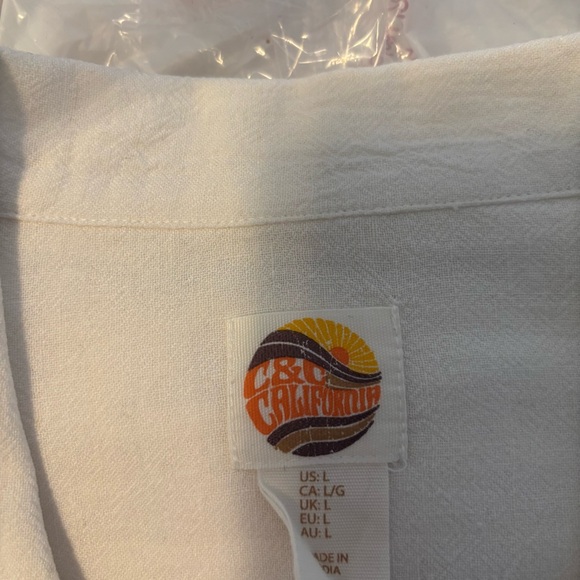 C&C
CALIFORNIA
US: L
CA: L/G
UK: L
EU: L
AU: L
ADE IN
DIA